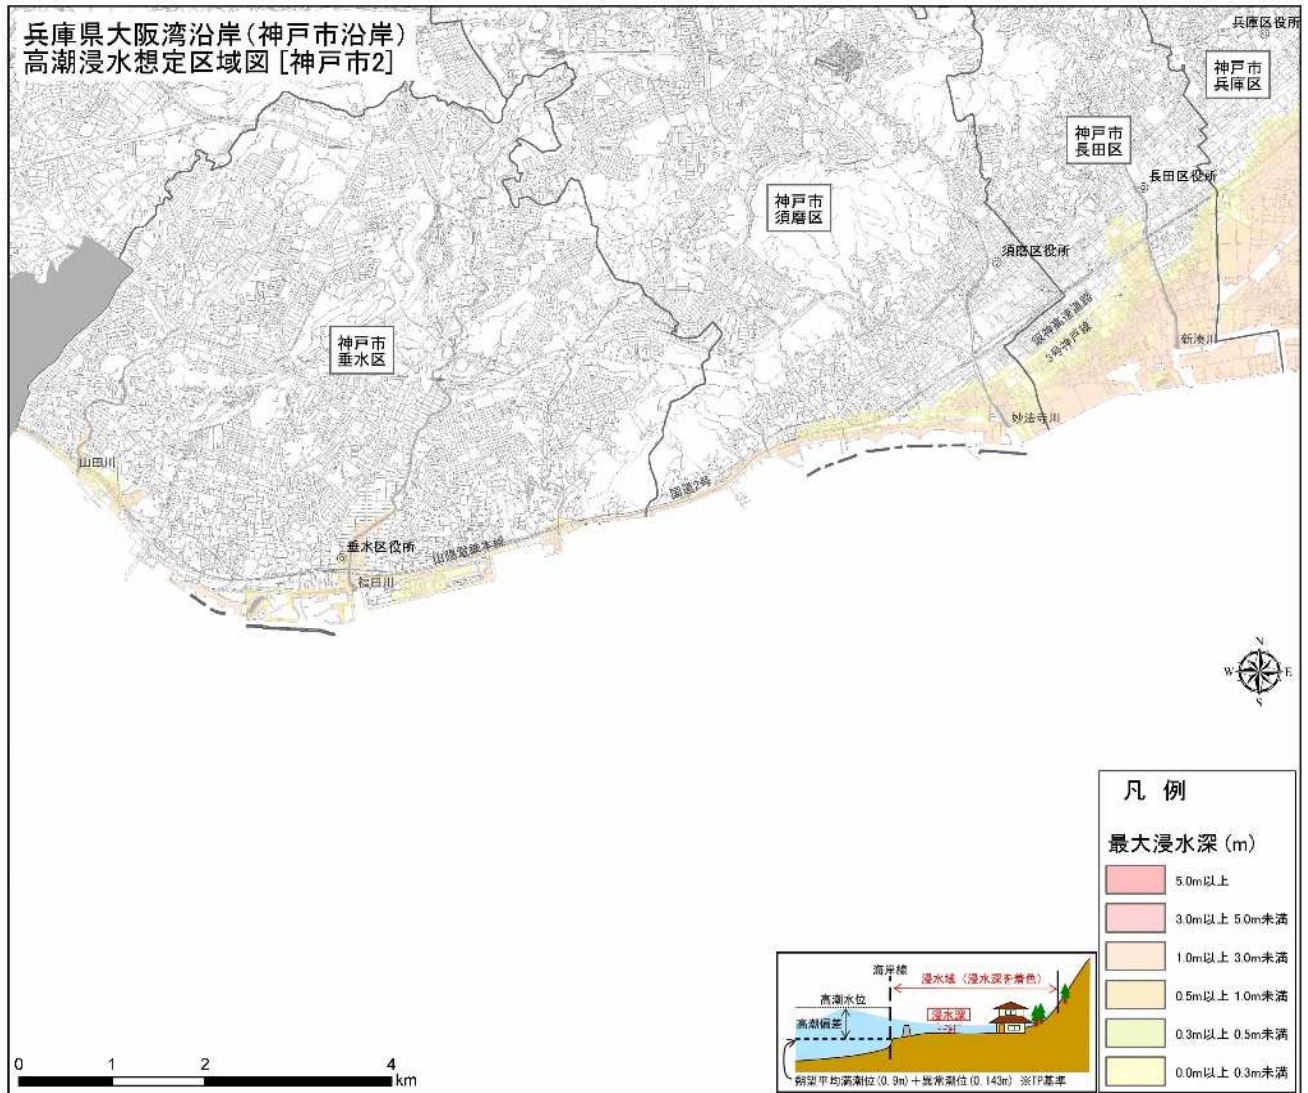 兵庫県大阪湾沿岸(神戸市沿岸)
高潮浸水想定区域図 [神戸市2]
兵庫区役所
神戸市
兵庫区
神戸市
長田区
長田区役所
神戸市
須磨区
須磨区役所
阪神高速道路
3号神戸線
新湊川
神戸市
垂水区
妙法寺川
山田川
国道2号
垂水区役所
山陽電鉄本線
福田川
N
W
E
S
凡 例
最大浸水深(m)
5.0m以上
3.0m以上 5.0m未満
1.0m以上 3.0m未満
0.5m以上 1.0m未満
0.3m以上 0.5m未満
0.0m以上 0.3m未満
海岸線
浸水域(浸水深を着色)
高潮水位
高潮偏差
浸水深
朔望平均満潮位(0.9m)+異常潮位(0.143m) ※TP基準
0 1 2 4
km